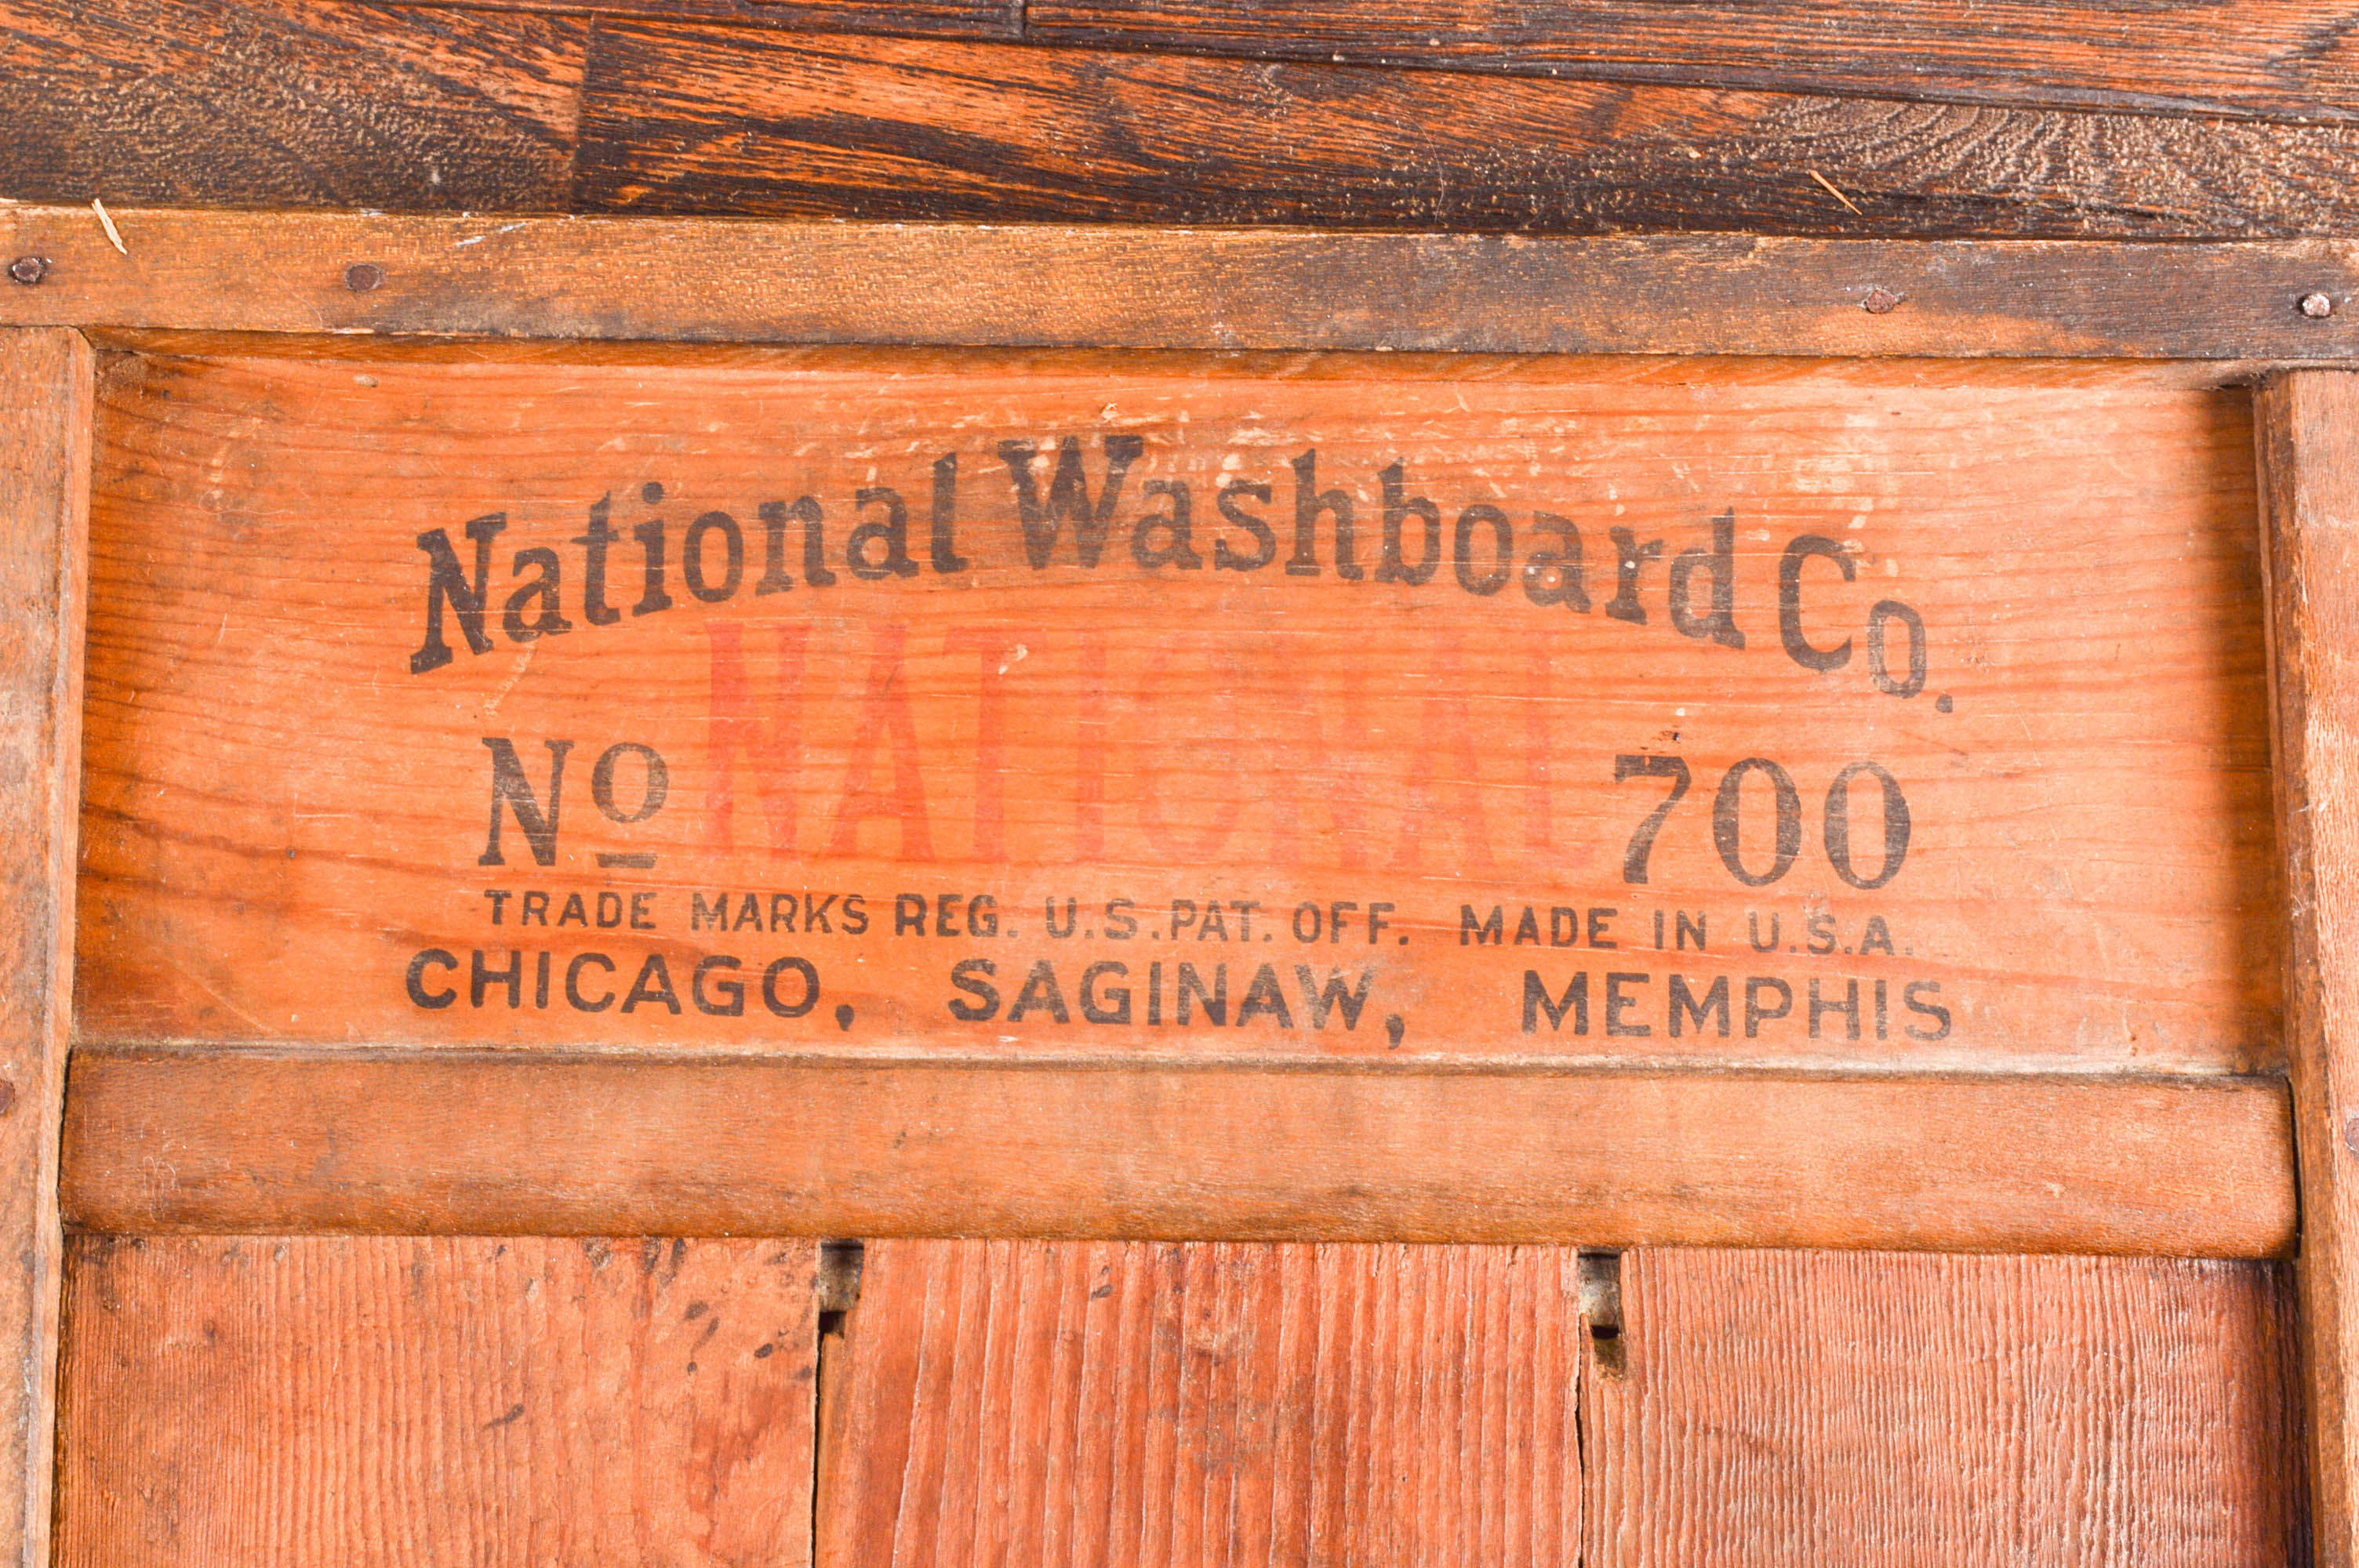 National Washboard Co.
No NATIONAL 700
TRADE MARKS REG. U.S. PAT. OFF. MADE IN U.S.A.
CHICAGO, SAGINAW, MEMPHIS